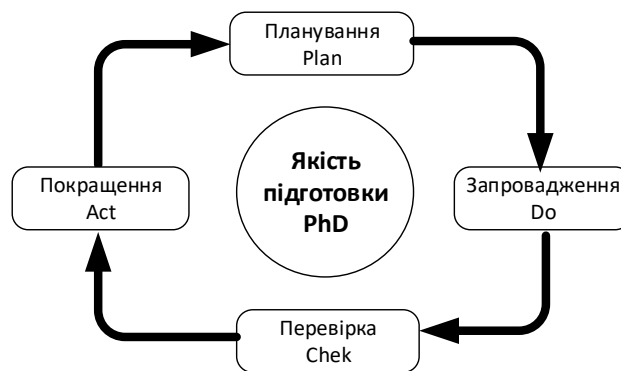 Планування
Plan
Якість
підготовки
PhD
Покращення
Act
Запровадження
Do
Перевірка
Chek